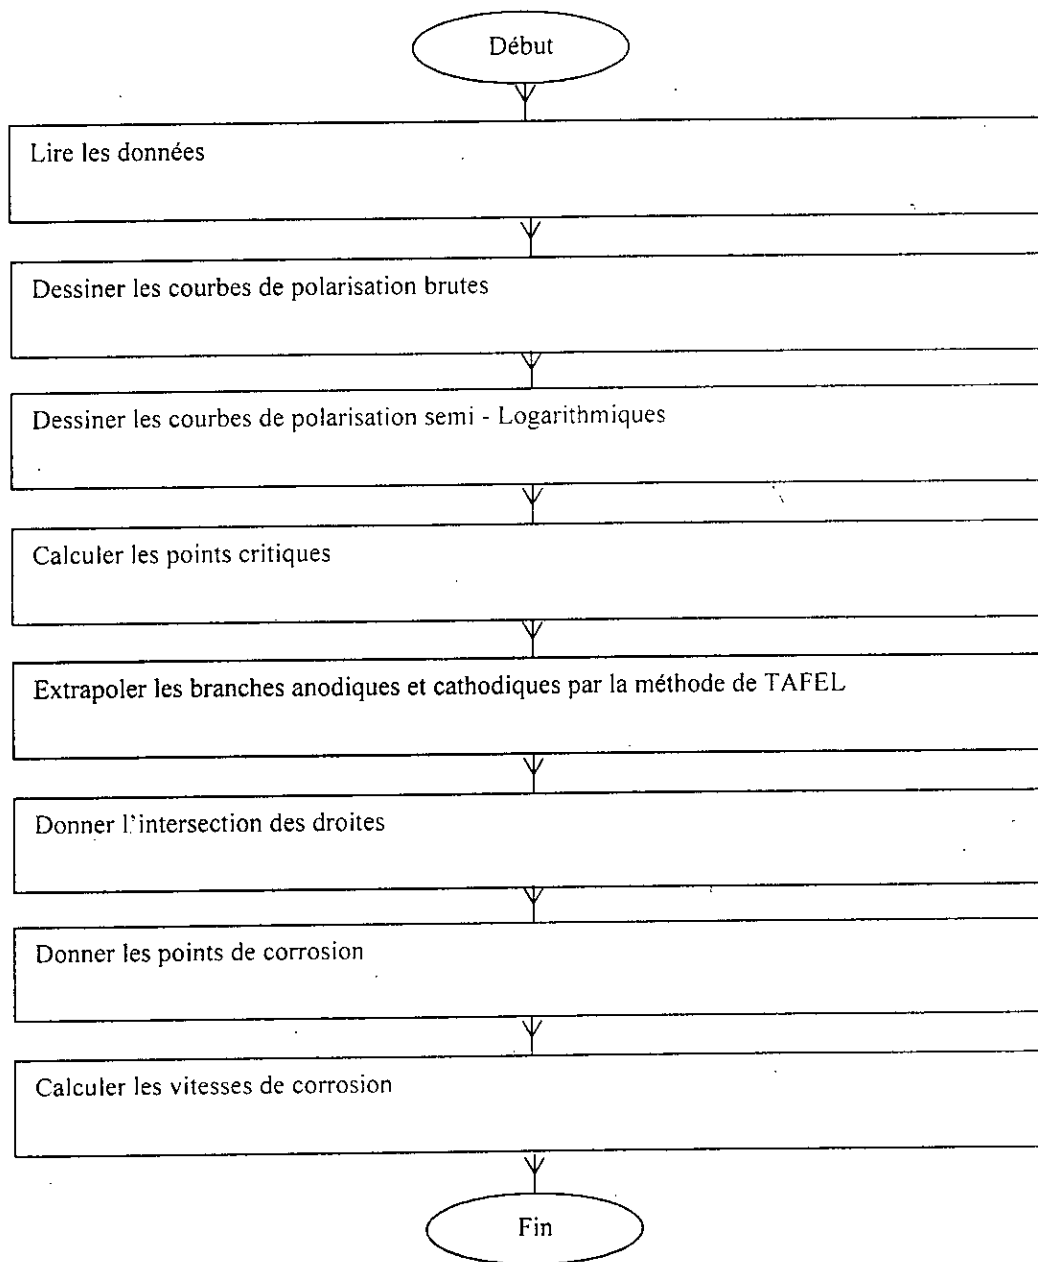 Début
Lire les données
Dessiner les courbes de polarisation brutes
Dessiner les courbes de polarisation semi - Logarithmiques
Calculer les points critiques
Extrapoler les branches anodiques et cathodiques par la méthode de TAFEL
Donner l'intersection des droites
Donner les points de corrosion
Calculer les vitesses de corrosion
Fin